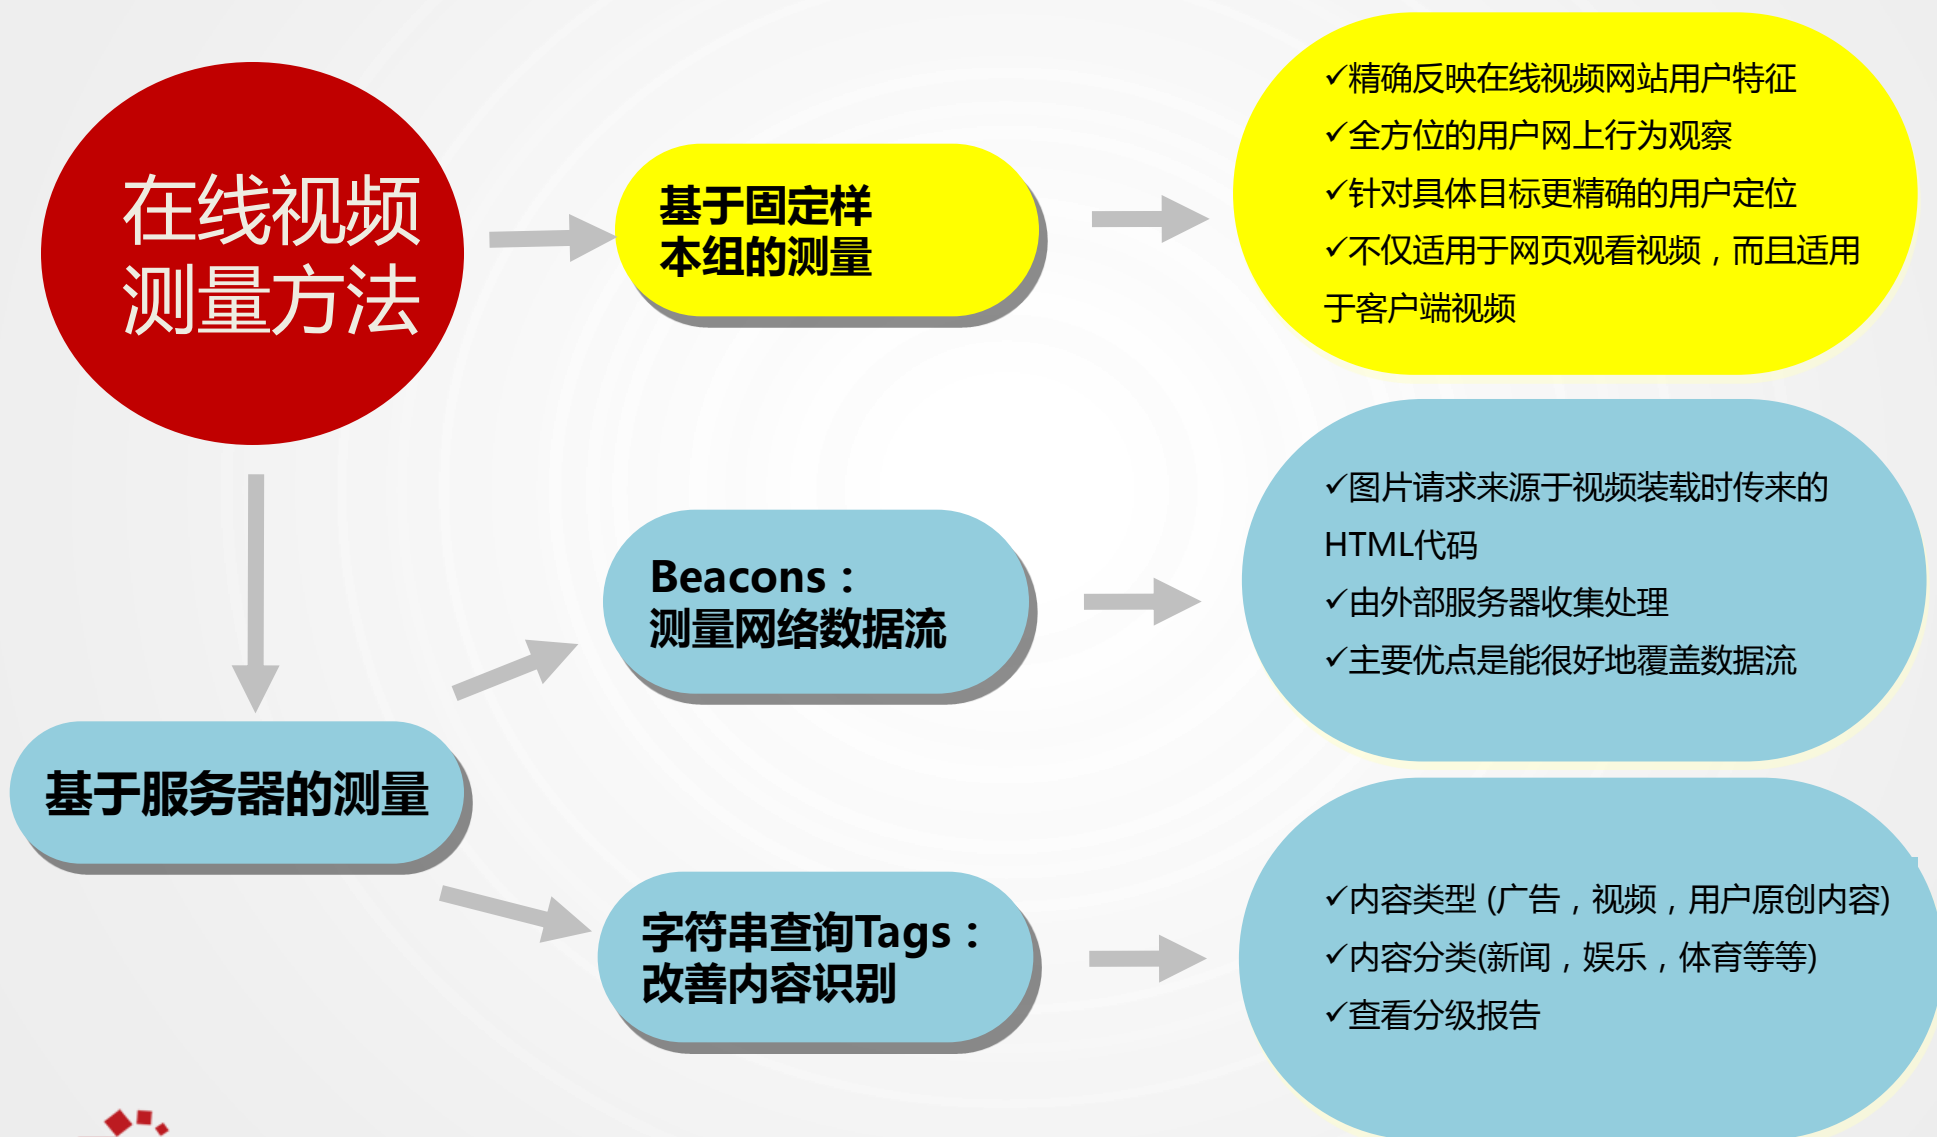 在线视频
测量方法
基于固定样
本组的测量
✓精确反映在线视频网站用户特征
✓全方位的用户网上行为观察
✓针对具体目标更精确的用户定位
✓不仅适用于网页观看视频，而且适用
于客户端视频
基于服务器的测量
Beacons：
测量网络数据流
✓图片请求来源于视频装载时传来的
HTML代码
✓由外部服务器收集处理
✓主要优点是能很好地覆盖数据流
字符串查询Tags：
改善内容识别
✓内容类型 (广告，视频，用户原创内容)
✓内容分类(新闻，娱乐，体育等等)
✓查看分级报告